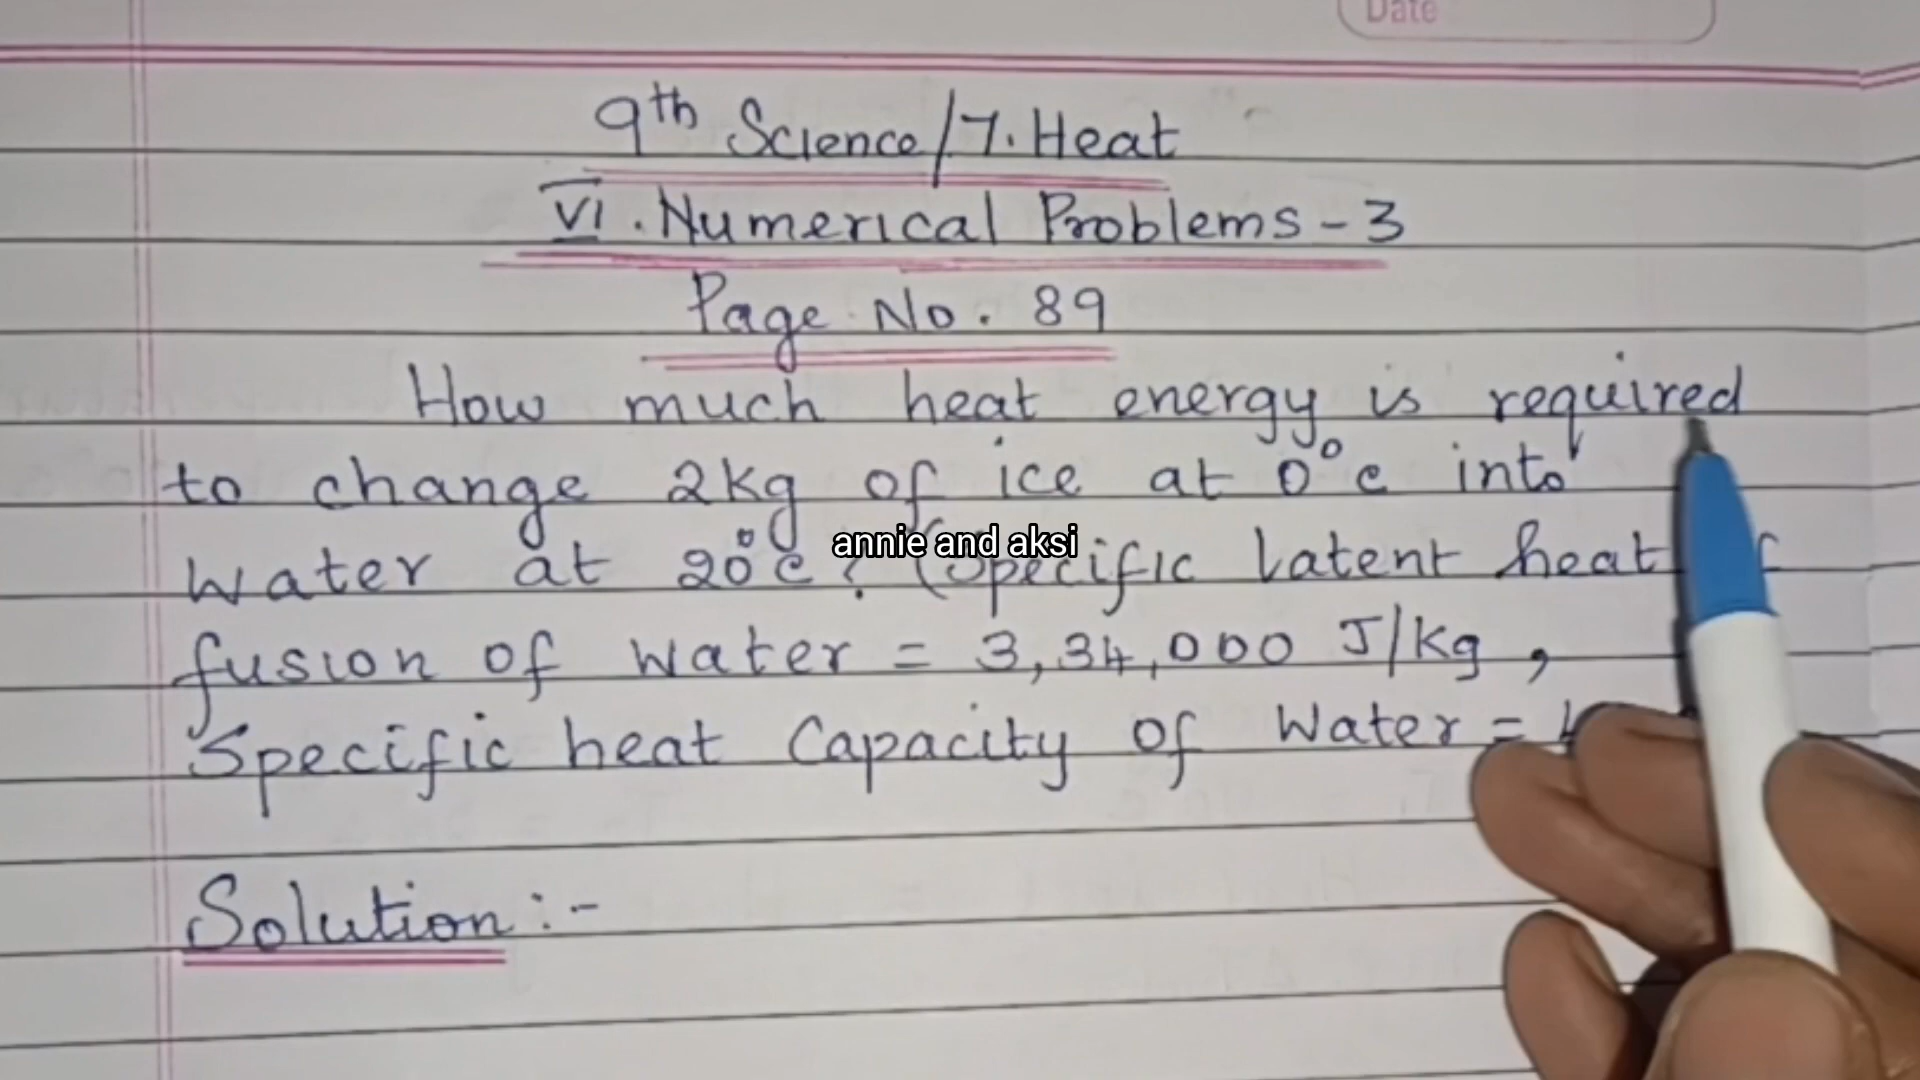 Date
9th Science/7. Heat
VI. Numerical Problems - 3
Page No. 89
How much heat energy is required
to change 2kg of ice at 0°c into
water at 20°c? (Specific latent heat
annie and aksi
fusion of water = 3,34,000 J/kg,
Specific heat Capacity of Water =
Solution :-